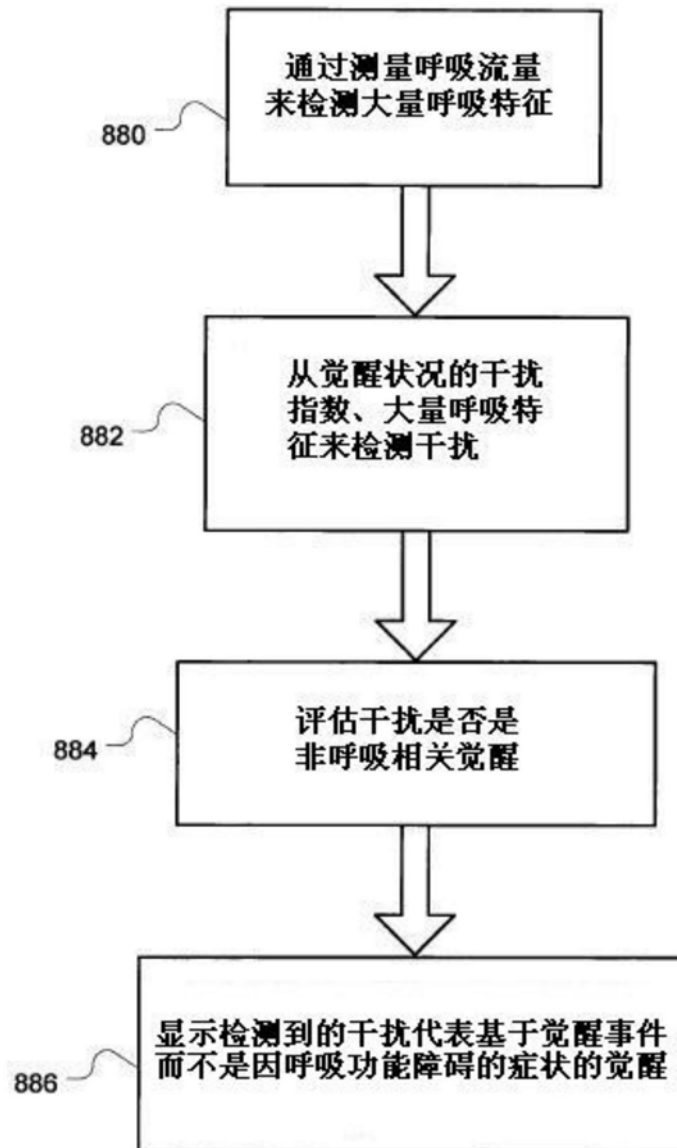 通过测量呼吸流量
来检测大量呼吸特征
880
从觉醒状况的干扰
指数、大量呼吸特
征来检测干扰
882
评估干扰是否是
非呼吸相关觉醒
884
显示检测到的干扰代表基于觉醒事件
而不是因呼吸功能障碍的症状的觉醒
886